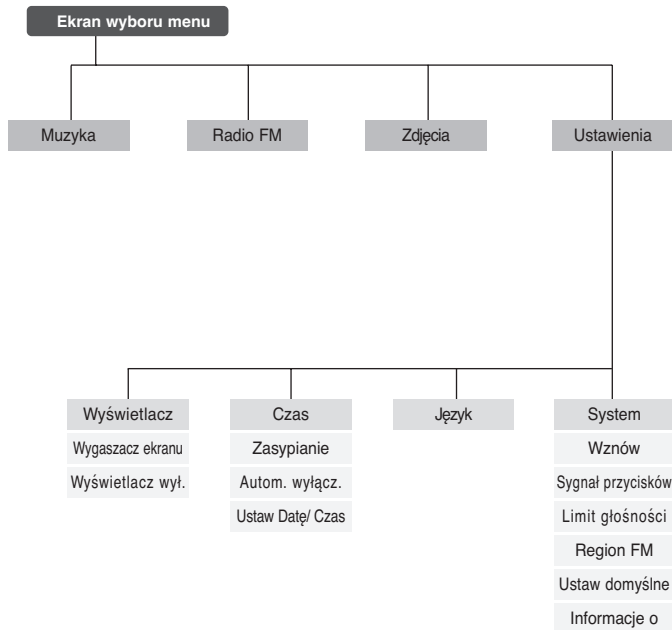 Ekran wyboru menu
Muzyka
Radio FM
Zdjęcia
Ustawienia
Wyświetlacz
Wygaszacz ekranu
Wyświetlacz wył.
Czas
Zasypianie
Autom. wyłącz.
Ustaw Datę/ Czas
Język
System
Wznów
Sygnał przycisków
Limit głośności
Region FM
Ustaw domyślne
Informacje o